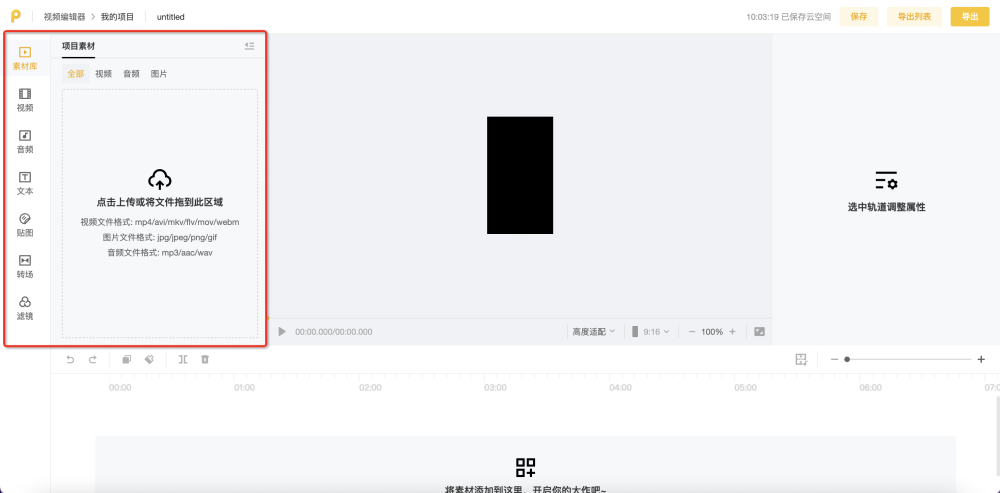 视频编辑器 > 我的项目 untitled
10:03:19 已保存云空间 保存 导出列表 导出
素材库
视频
音频
文本
贴图
转场
滤镜
项目素材
全部 视频 音频 图片
点击上传或将文件拖到此区域
视频文件格式: mp4/avi/mkv/flv/mov/webm
图片文件格式: jpg/jpeg/png/gif
音频文件格式: mp3/aac/wav
选中轨道调整属性
00:00.000/00:00.000 高度适配 9:16 100%
00:00 01:00 02:00 03:00 04:00 05:00 06:00 07:0
将素材添加到这里，开启你的大作吧~